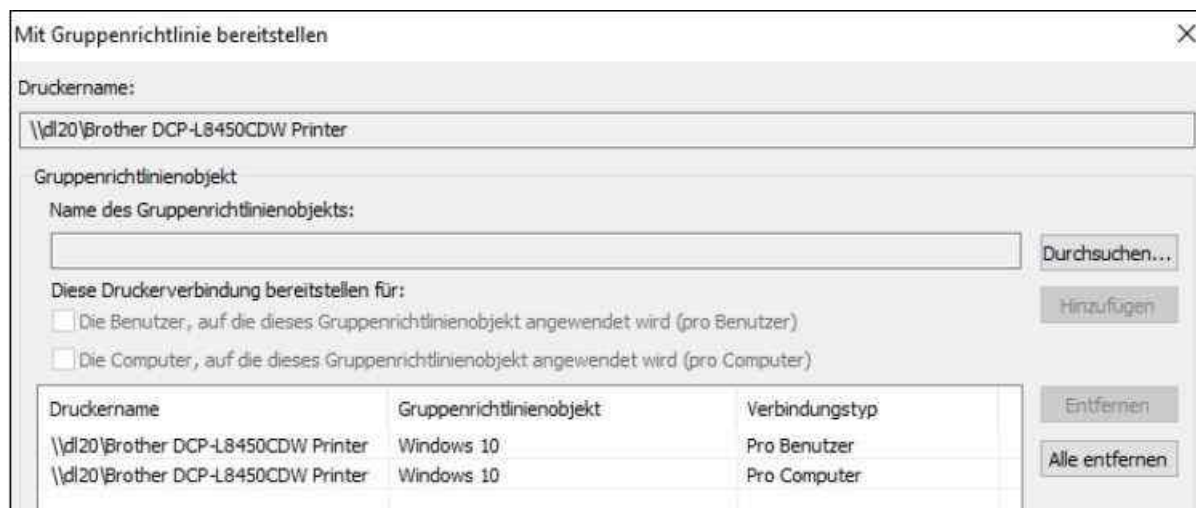 Mit Gruppenrichtlinie bereitstellen
Druckername:
\\dl20\Brother DCP-L8450CDW Printer
Gruppenrichtlinienobjekt
Name des Gruppenrichtlinienobjekts:
Durchsuchen...
Diese Druckerverbindung bereitstellen für:
Hinzufügen
Die Benutzer, auf die dieses Gruppenrichtlinienobjekt angewendet wird (pro Benutzer)
Die Computer, auf die dieses Gruppenrichtlinienobjekt angewendet wird (pro Computer)
Druckername Gruppenrichtlinienobjekt Verbindungstyp
Entfernen
\\dl20\Brother DCP-L8450CDW Printer Windows 10 Pro Benutzer
\\dl20\Brother DCP-L8450CDW Printer Windows 10 Pro Computer
Alle entfernen